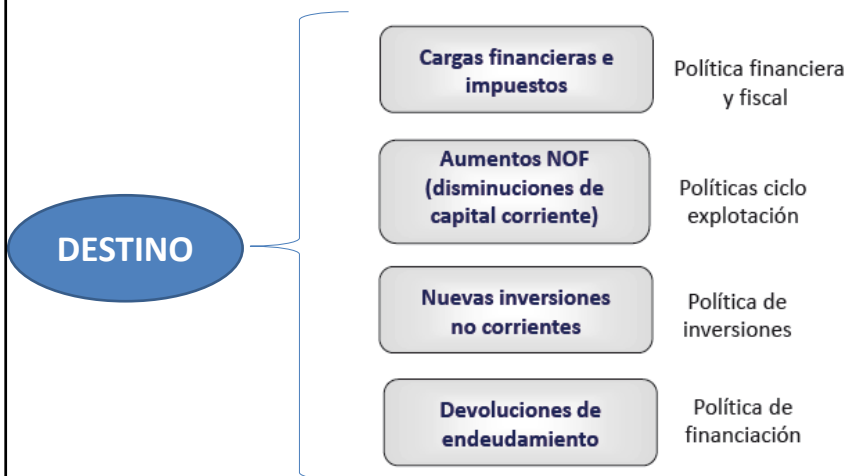 Cargas financieras e
impuestos
Política financiera
y fiscal
Aumentos NOF
(disminuciones de
capital corriente)
Políticas ciclo
explotación
DESTINO
Nuevas inversiones
no corrientes
Política de
inversiones
Devoluciones de
endeudamiento
Política de
financiación